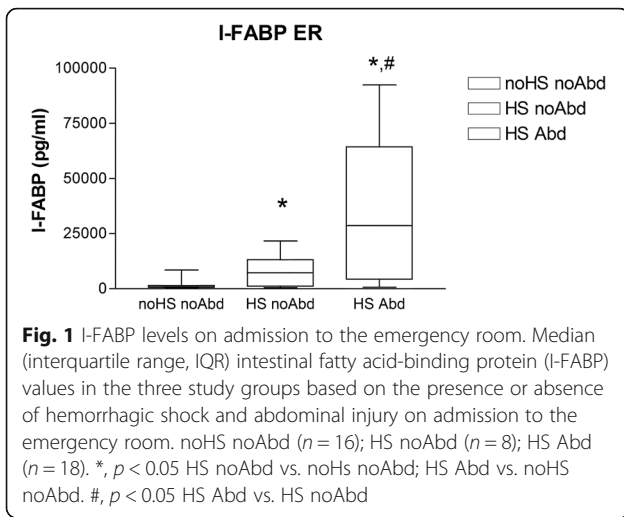 I-FABP ER
*,#
100000
75000
50000
25000
0
I-FABP (pg/ml)
*
noHS noAbd
HS noAbd
HS Abd
noHS noAbd
HS noAbd
HS Abd
Fig. 1 I-FABP levels on admission to the emergency room. Median
(interquartile range, IQR) intestinal fatty acid-binding protein (I-FABP)
values in the three study groups based on the presence or absence
of hemorrhagic shock and abdominal injury on admission to the
emergency room. noHS noAbd (n = 16); HS noAbd (n = 8); HS Abd
(n = 18). *, p < 0.05 HS noAbd vs. noHs noAbd; HS Abd vs. noHS
noAbd. #, p < 0.05 HS Abd vs. HS noAbd